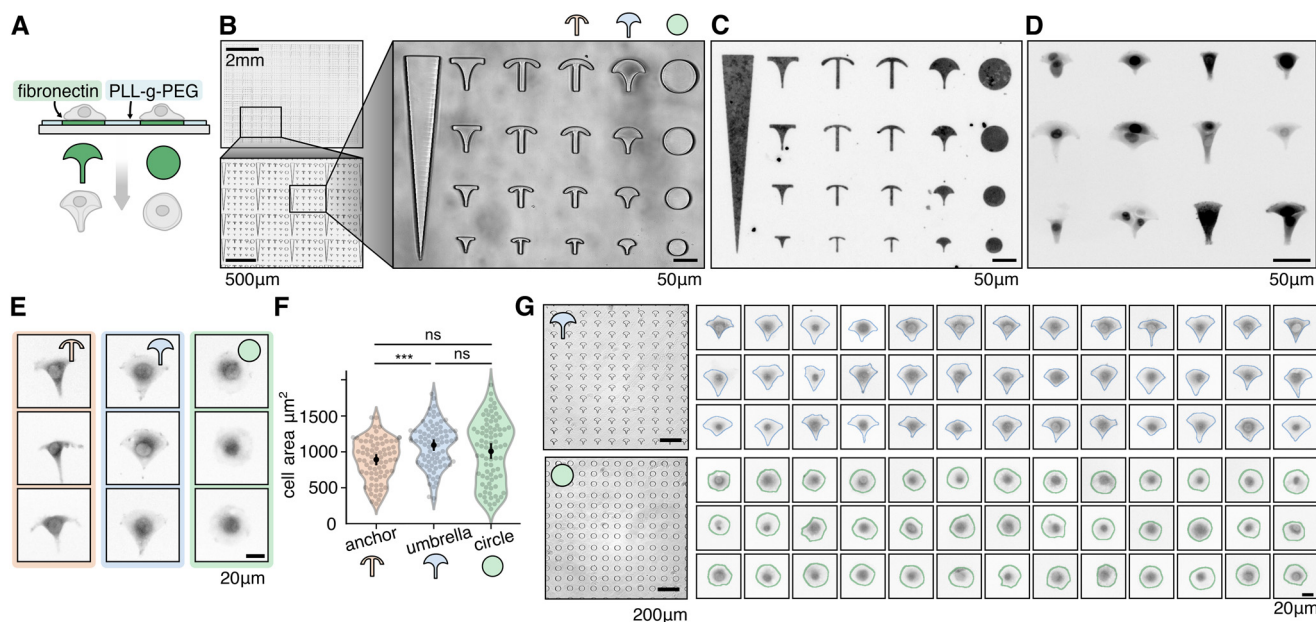 A
fibronectin
PLL-g-PEG
B
2mm
500µm
50µm
C
50µm
D
50µm
E
20µm
F
ns
***
ns
cell area µm²
1500
1000
500
0
anchor
umbrella
circle
G
200µm
20µm